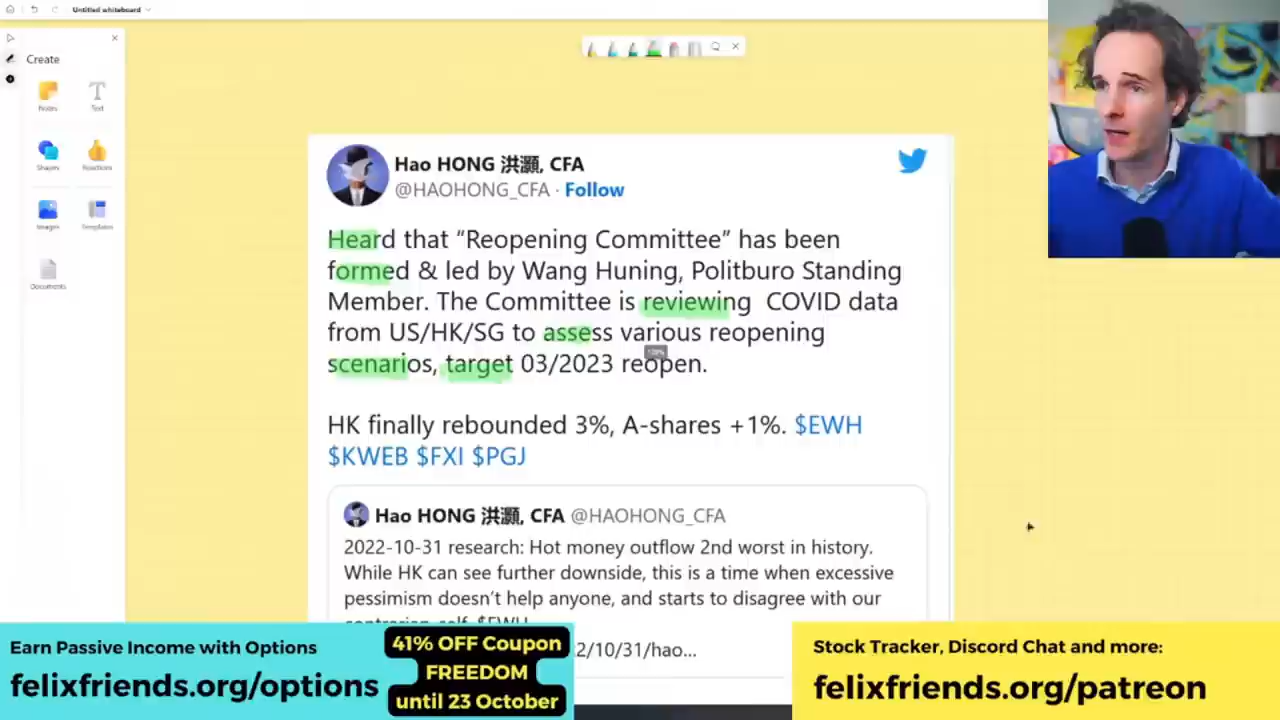 Untitled whiteboard
Create
Notes
Text
Shapes
Reactions
Images
Templates
Documents
Hao HONG 洪灝, CFA
@HAOHONG_CFA · Follow
Heard that “Reopening Committee” has been
formed & led by Wang Huning, Politburo Standing
Member. The Committee is reviewing COVID data
from US/HK/SG to assess various reopening
scenarios, target 03/2023 reopen.
HK finally rebounded 3%, A-shares +1%. $EWH
$KWEB $FXI $PGJ
Hao HONG 洪灝, CFA @HAOHONG_CFA
2022-10-31 research: Hot money outflow 2nd worst in history.
While HK can see further downside, this is a time when excessive
pessimism doesn’t help anyone, and starts to disagree with our
2/10/31/hao...
Earn Passive Income with Options
felixfriends.org/options
41% OFF Coupon
FREEDOM
until 23 October
Stock Tracker, Discord Chat and more:
felixfriends.org/patreon